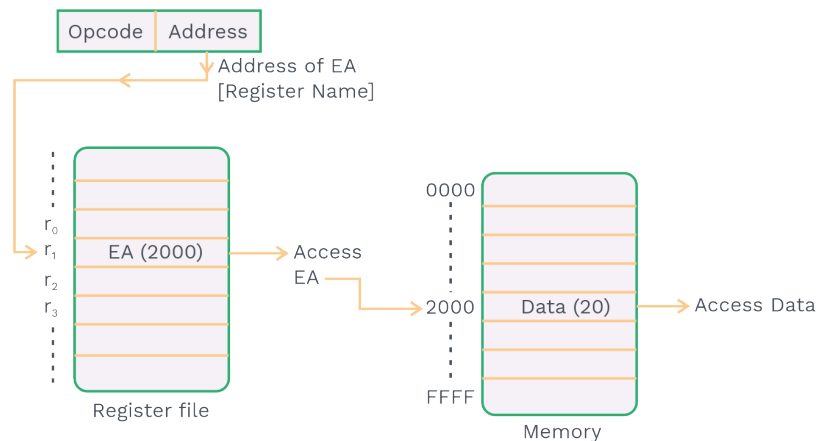 Opcode Address
Address of EA
[Register Name]
r₀
r₁
r₂
r₃
EA (2000)
Register file
Access
EA
0000
2000
FFFF
Data (20)
Memory
Access Data